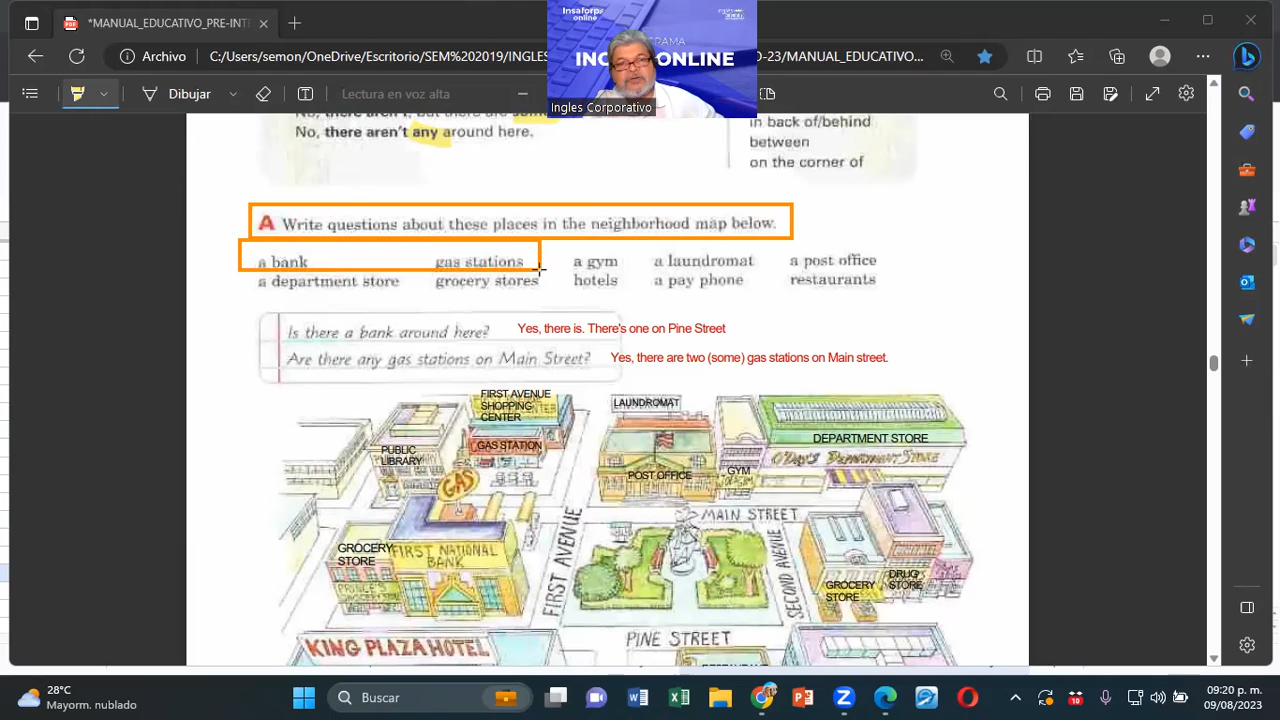 *MANUAL_EDUCATIVO_PRE-INT
Insaforp
online
PROGRAMA
INGLES ONLINE
Ingles Corporativo
Archivo
C:/Users/semon/OneDrive/Escritorio/SEM%202019/INGLES
O-23/MANUAL_EDUCATIVO...
Dibujar
Lectura en voz alta
No, there aren't any around here.
in back of/behind
between
on the corner of
A Write questions about these places in the neighborhood map below.
a bank gas stations a gym a laundromat a post office
a department store grocery stores hotels a pay phone restaurants
Is there a bank around here? Yes, there is. There's one on Pine Street
Are there any gas stations on Main Street? Yes, there are two (some) gas stations on Main street.
FIRST AVENUE
SHOPPING
CENTER
LAUNDROMAT
DEPARTMENT STORE
PUBLIC
LIBRARY
GAS STATION
O'Day's Department Store
POST OFFICE
GYM
GAS
MAIN STREET
GROCERY
STORE
FIRST NATIONAL
BANK
FIRST AVENUE
SECOND AVENUE
GROCERY
STORE
DRUG
STORE
PINE STREET
KING PLAZA HOTEL
RESTAURANT
28°C
Mayorm. nublado
Buscar
09:20 p. m.
09/08/2023